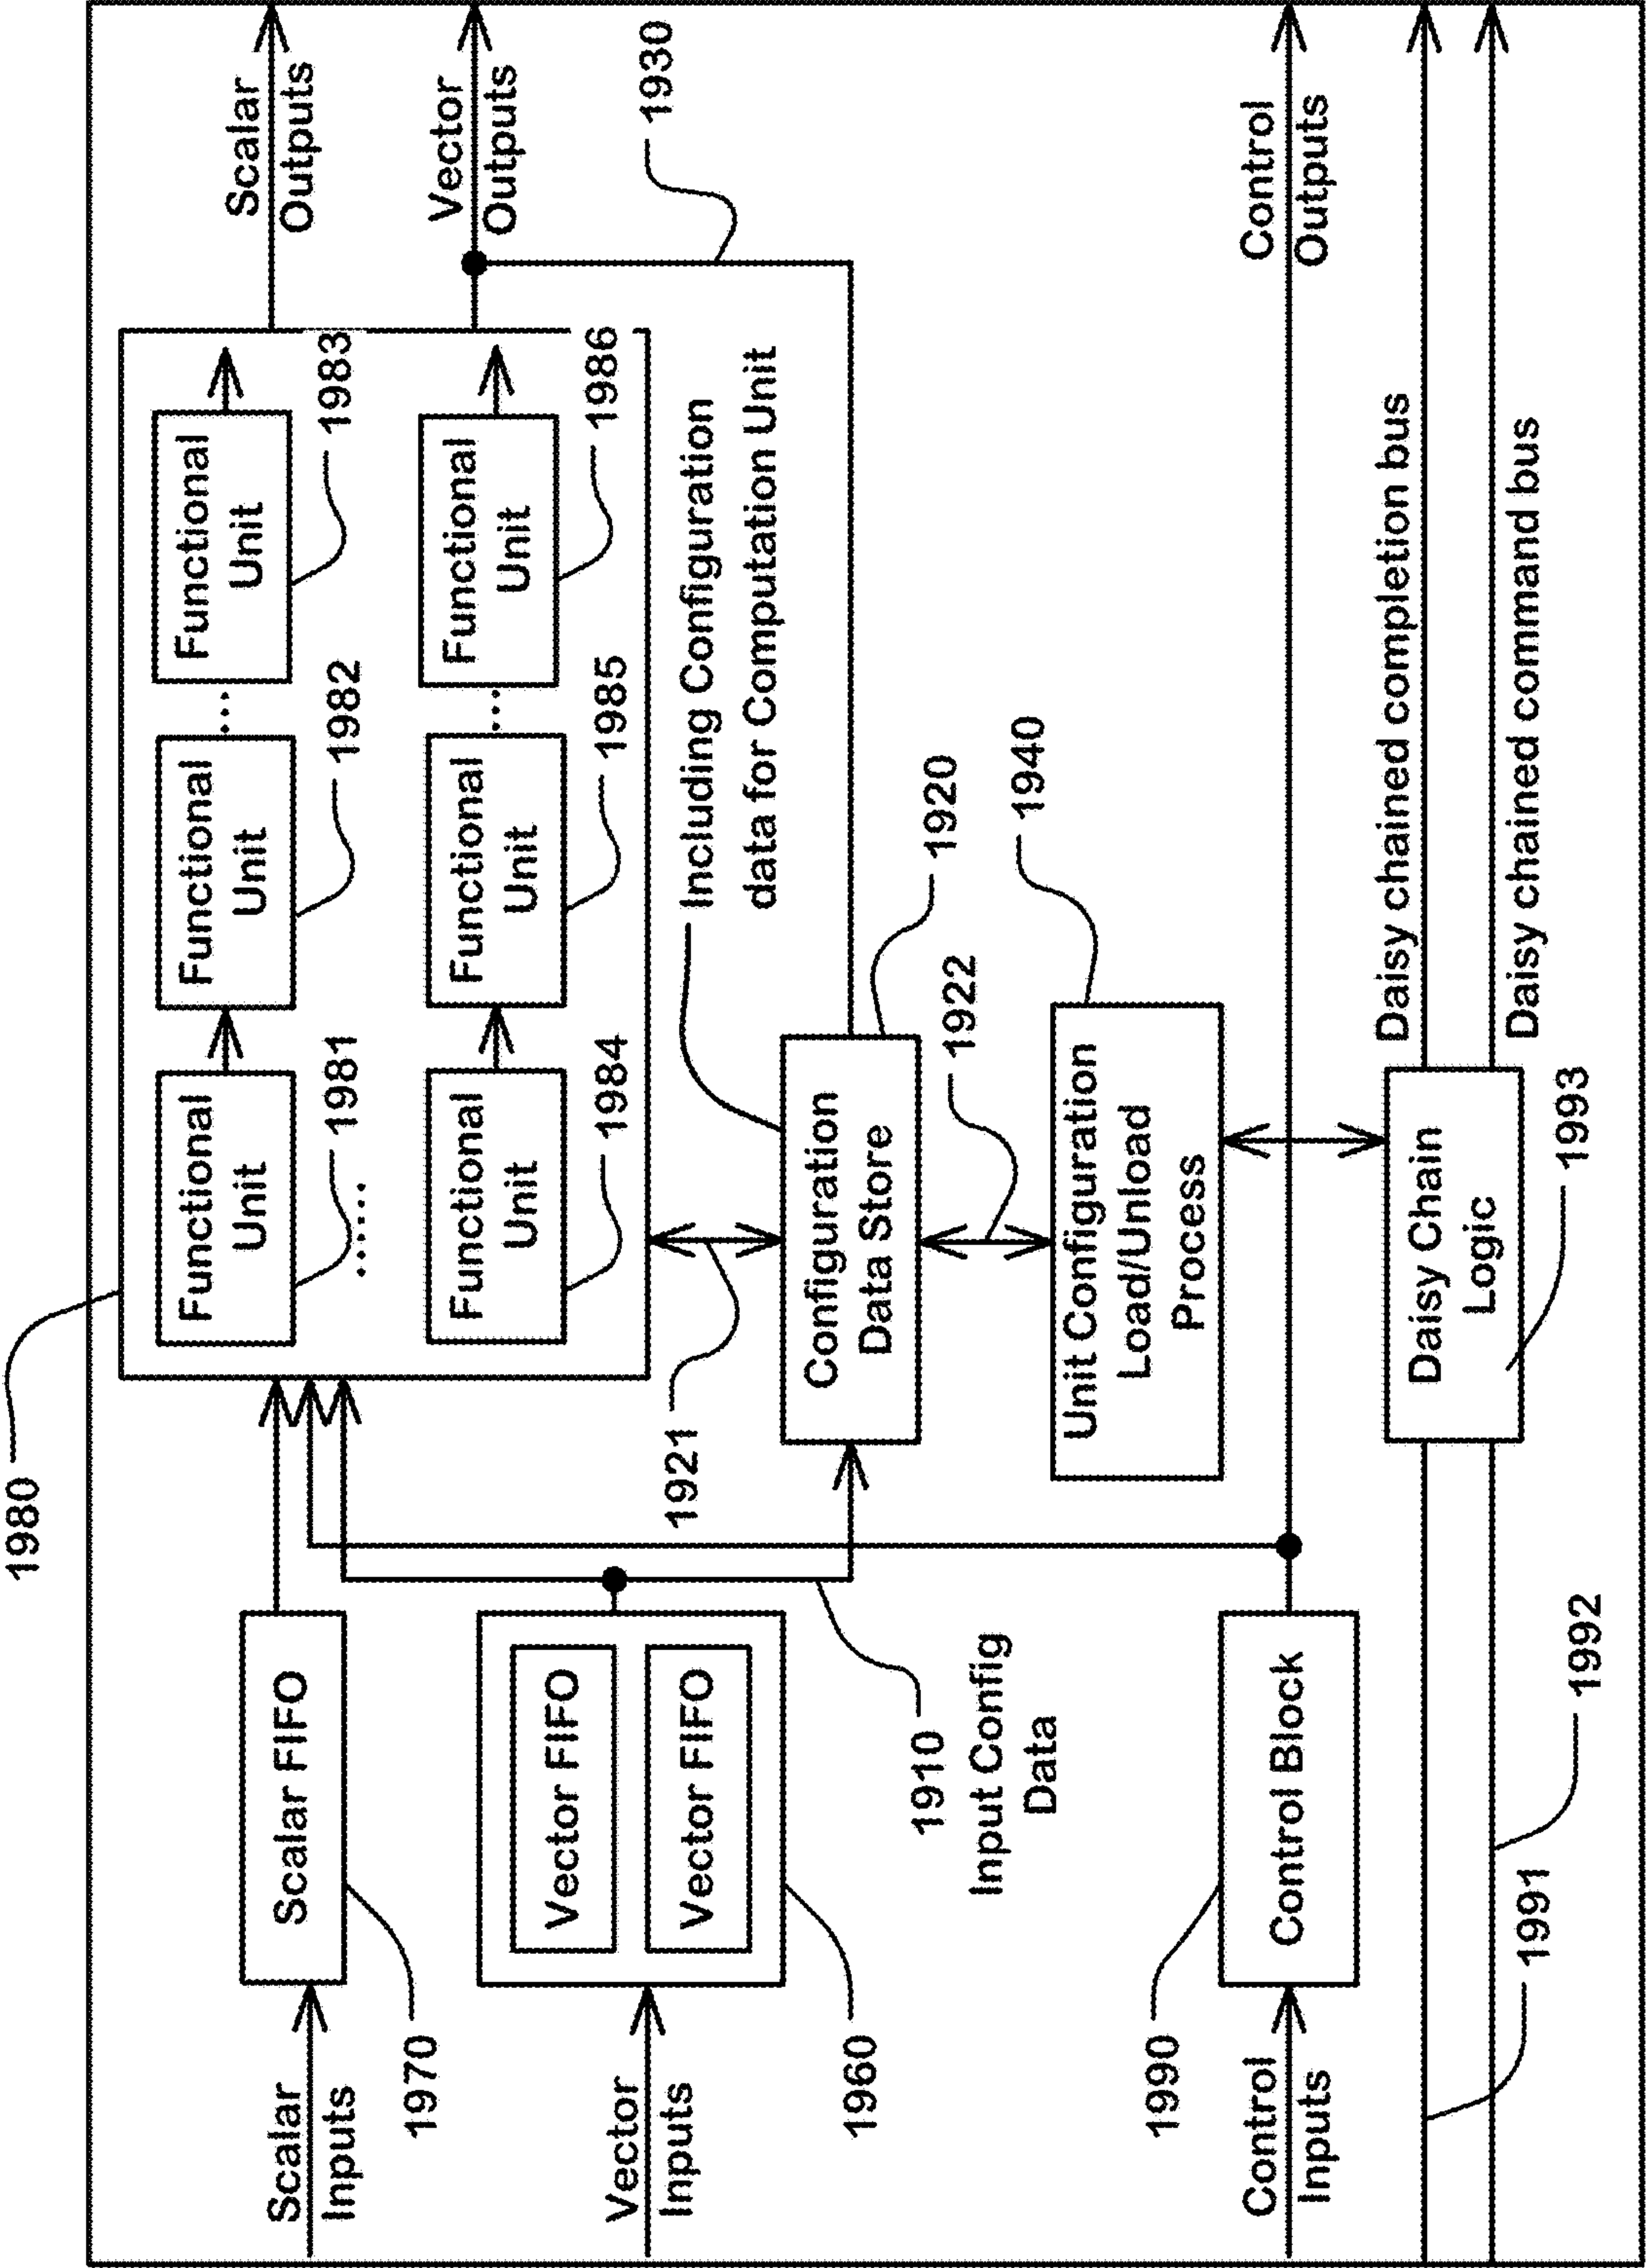 1980
Scalar
Inputs
1970
Scalar FIFO
Functional
Unit
1981
......
Functional
Unit
1982
...
Functional
Unit
1983
Scalar
Outputs
Vector
Inputs
1960
Vector FIFO
Vector FIFO
Functional
Unit
1984
Functional
Unit
1985
...
Functional
Unit
1986
Vector
Outputs
1930
1910
Input Config
Data
1921
Configuration
Data Store
Including Configuration
data for Computation Unit
1920
1922
Unit Configuration
Load/Unload
Process
1940
Control
Inputs
1990
Control Block
Control
Outputs
1991
1992
Daisy Chain
Logic
1993
Daisy chained completion bus
Daisy chained command bus